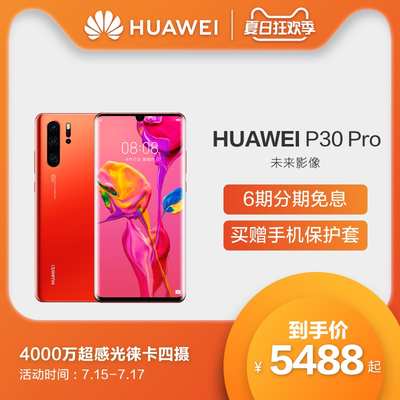 HUAWEI
夏日狂欢季
HUAWEI P30 Pro
未来影像
08:08
6期分期免息
买赠手机保护套
HUAWEI
4000万超感光徕卡四摄
活动时间：7.15-7.17
到手价
¥5488起